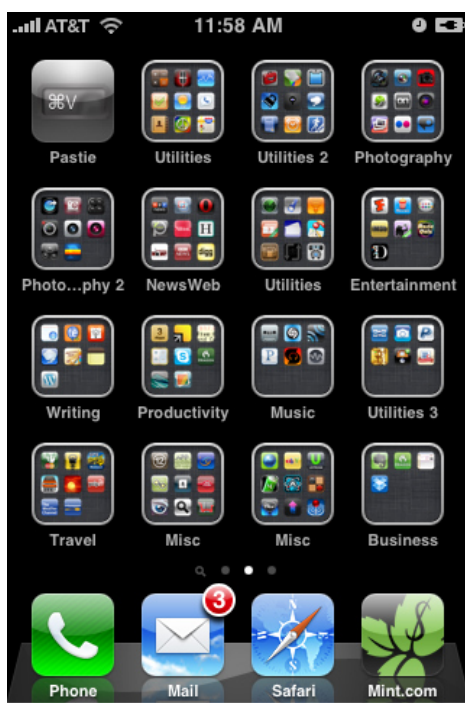 AT&T 11:58 AM
⌘V
Pastie Utilities Utilities 2 Photography
Photo...phy 2 NewsWeb Utilities Entertainment
Writing Productivity Music Utilities 3
Travel Misc Misc Business
3
Phone Mail Safari Mint.com